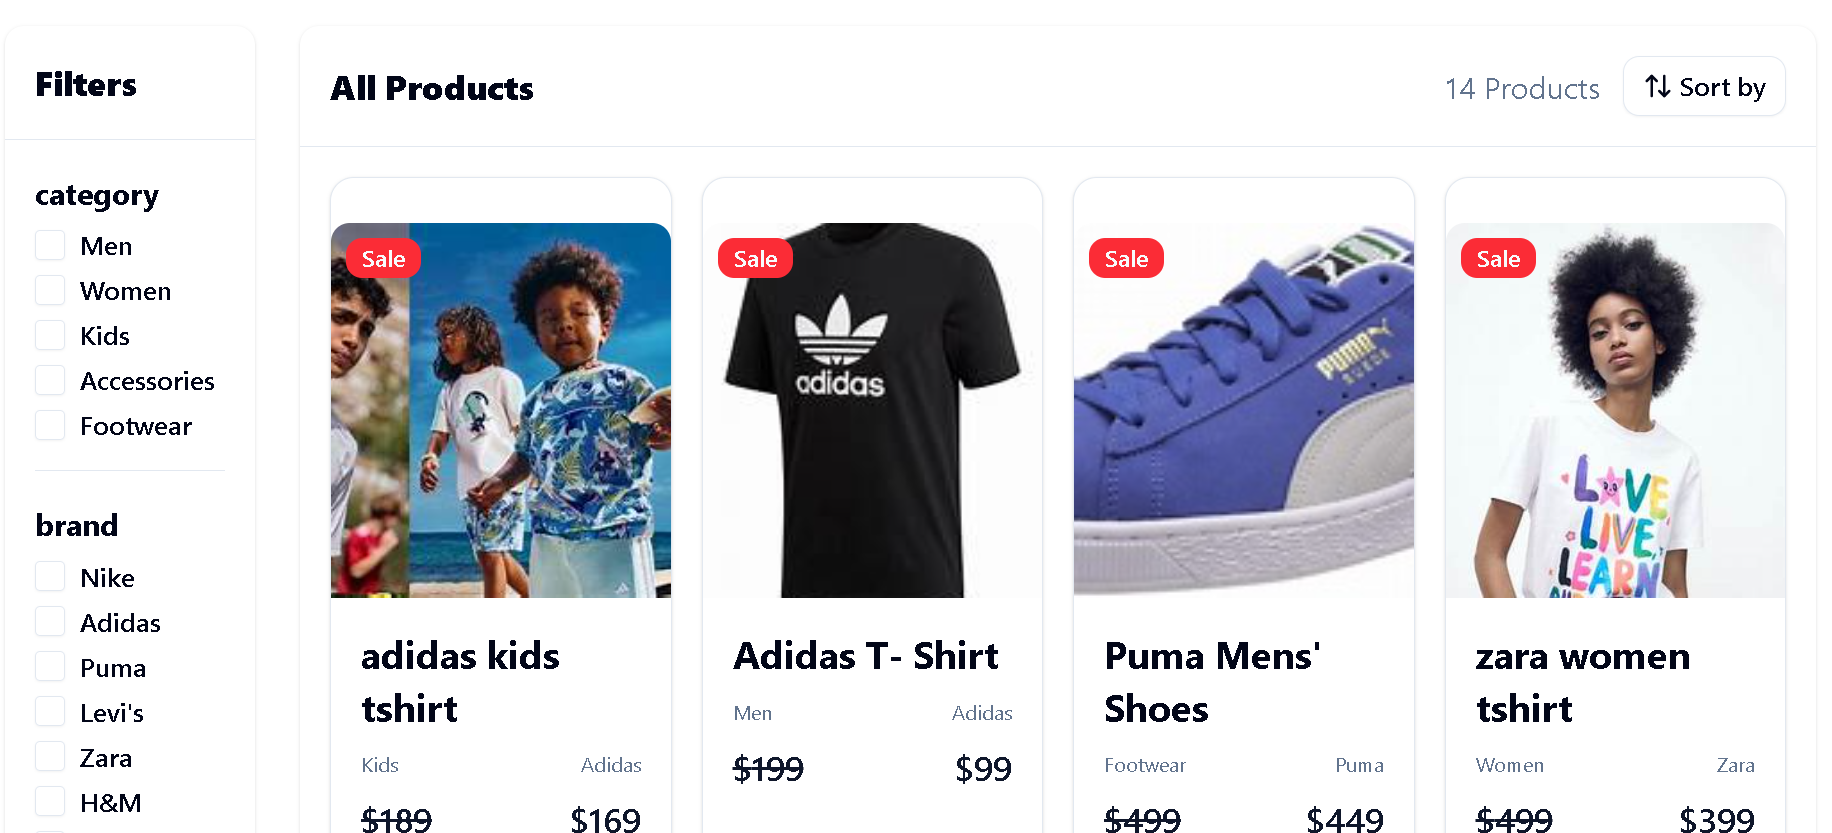 Filters
category
Men
Women
Kids
Accessories
Footwear
brand
Nike
Adidas
Puma
Levi's
Zara
H&M
All Products
14 Products
Sort by
Sale
adidas kids
tshirt
Kids Adidas
$189 $169
Sale
adidas
Adidas T- Shirt
Men Adidas
$199 $99
Sale
PUMA
SUEDE
Puma Mens'
Shoes
Footwear Puma
$499 $449
Sale
LOVE,
LIVE,
LEARN
zara women
tshirt
Women Zara
$499 $399